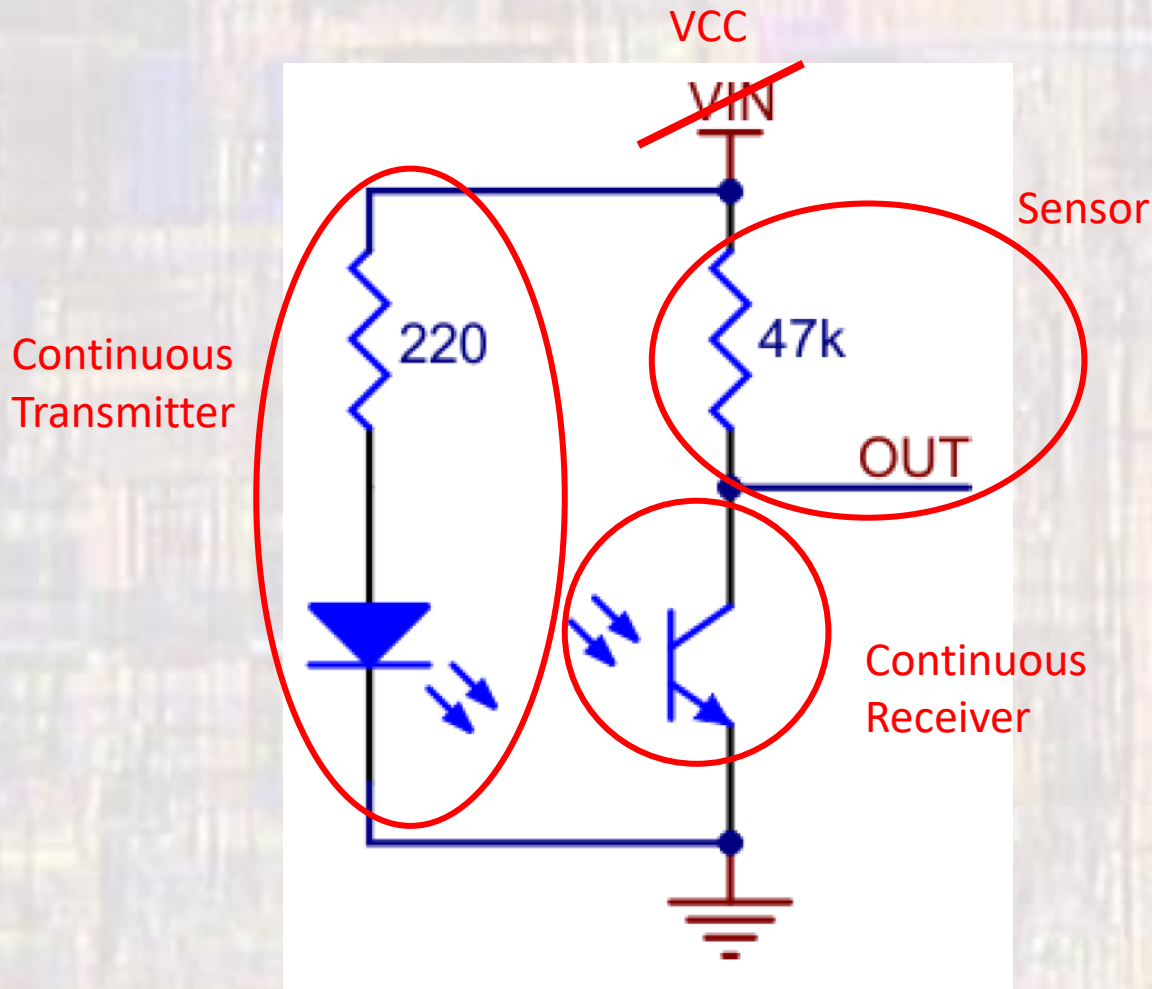 VCC
VIN
Sensor
220
47k
Continuous
Transmitter
OUT
Continuous
Receiver